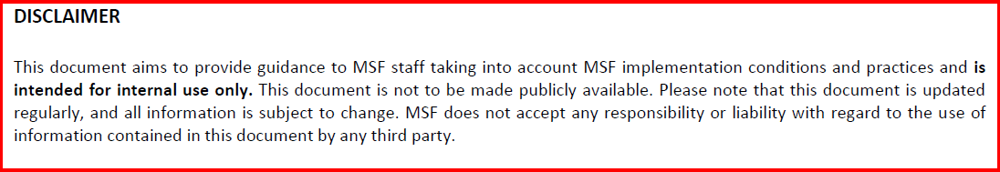 DISCLAIMER
This document aims to provide guidance to MSF staff taking into account MSF implementation conditions and practices and is
intended for internal use only. This document is not to be made publicly available. Please note that this document is updated
regularly, and all information is subject to change. MSF does not accept any responsibility or liability with regard to the use of
information contained in this document by any third party.